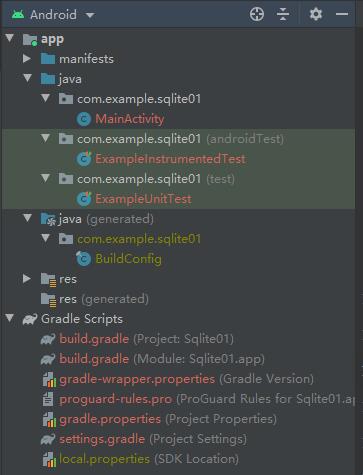 Android
app
manifests
java
com.example.sqlite01
MainActivity
com.example.sqlite01 (androidTest)
ExampleInstrumentedTest
com.example.sqlite01 (test)
ExampleUnitTest
java (generated)
com.example.sqlite01
BuildConfig
res
res (generated)
Gradle Scripts
build.gradle (Project: Sqlite01)
build.gradle (Module: Sqlite01.app)
gradle-wrapper.properties (Gradle Version)
proguard-rules.pro (ProGuard Rules for Sqlite01.ap
gradle.properties (Project Properties)
settings.gradle (Project Settings)
local.properties (SDK Location)